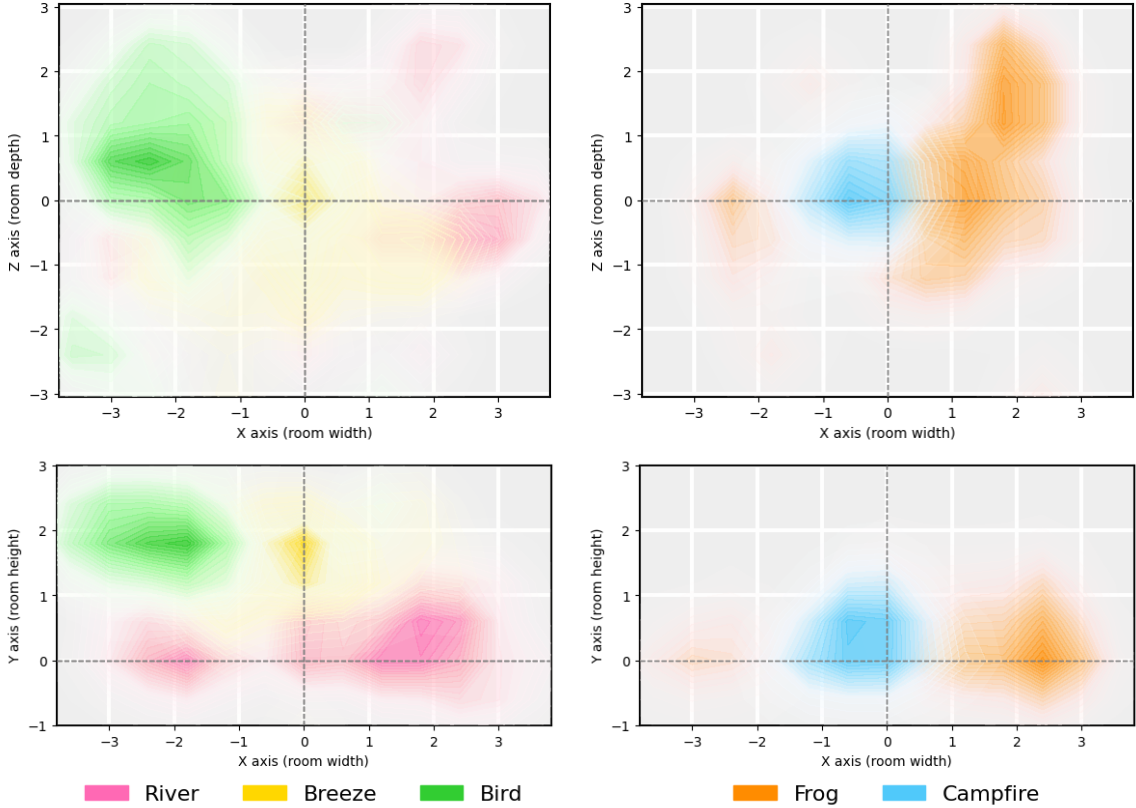 3
2
1
0
−1
−2
−3
Z axis (room depth)
−3 −2 −1 0 1 2 3
X axis (room width)
3
2
1
0
−1
−2
−3
Z axis (room depth)
−3 −2 −1 0 1 2 3
X axis (room width)
3
2
1
0
−1
Y axis (room height)
−3 −2 −1 0 1 2 3
X axis (room width)
3
2
1
0
−1
Y axis (room height)
−3 −2 −1 0 1 2 3
X axis (room width)
River Breeze Bird
Frog Campfire